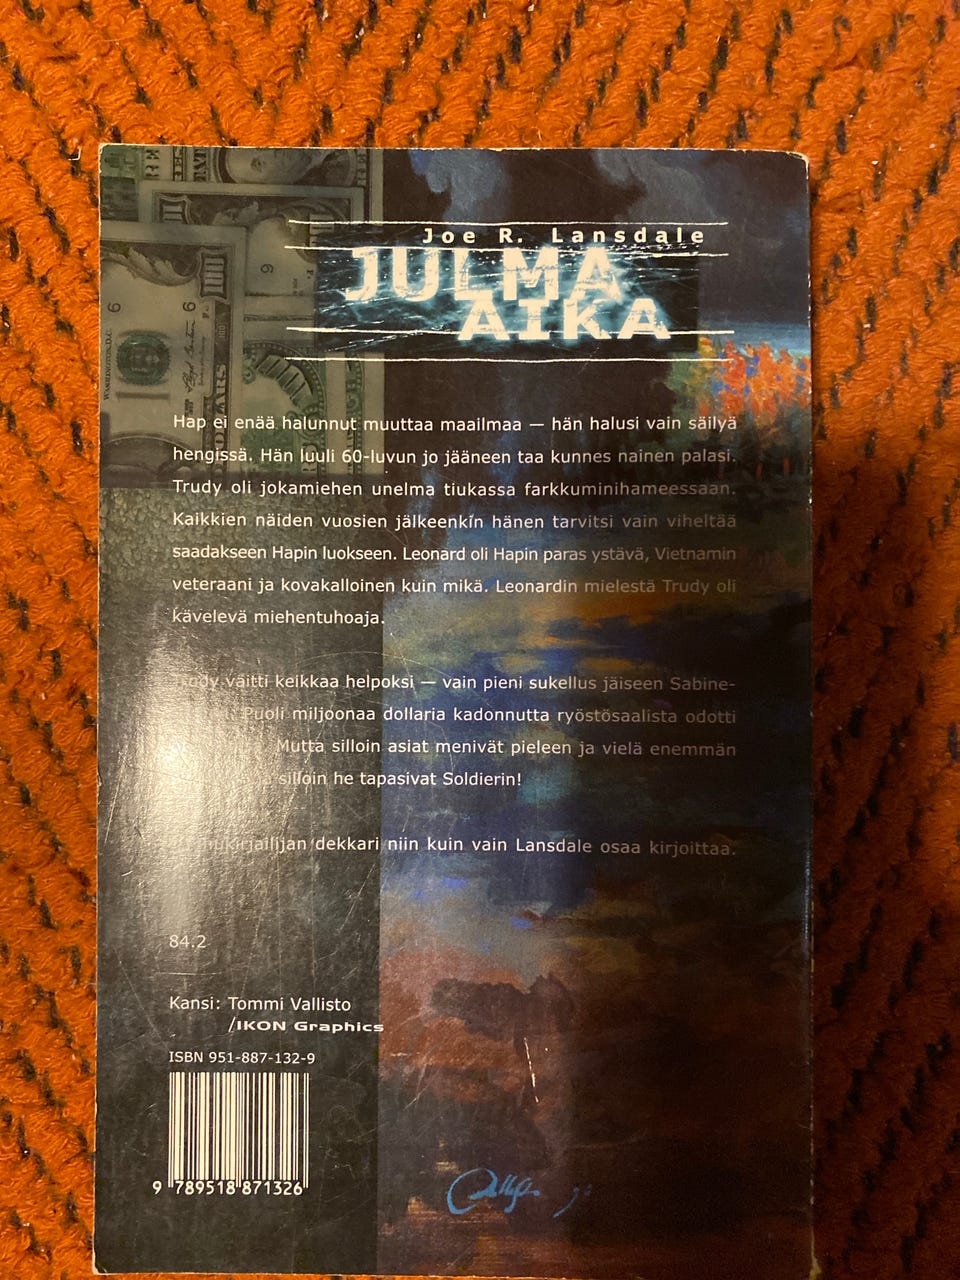 Joe R. Lansdale
JULMA
AIKA
Hap ei enää halunnut muuttaa maailmaa — hän halusi vain säilyä
hengissä. Hän luuli 60-luvun jo jääneen taa kunnes nainen palasi.
Trudy oli jokamiehen unelma tiukassa farkkuminihameessaan.
Kaikkien näiden vuosien jälkeenkin hänen tarvitsi vain viheltää
saadakseen Hapin luokseen. Leonard oli Hapin paras ystävä, Vietnamin
veteraani ja kovakalloinen kuin mikä. Leonardin mielestä Trudy oli
kävelevä miehentuhoaja.
Trudy väitti keikkaa helpoksi — vain pieni sukellus jäiseen Sabine-
Puoli miljoonaa dollaria kadonnutta ryöstösaalista odotti
Mutta silloin asiat menivät pieleen ja vielä enemmän
silloin he tapasivat Soldierin!
dekkari niin kuin vain Lansdale osaa kirjoittaa.
84.2
Kansi: Tommi Vallisto
/IKON Graphics
ISBN 951-887-132-9
9 789518 871326
WASHINGTON, D.C.
100
DOLLARS